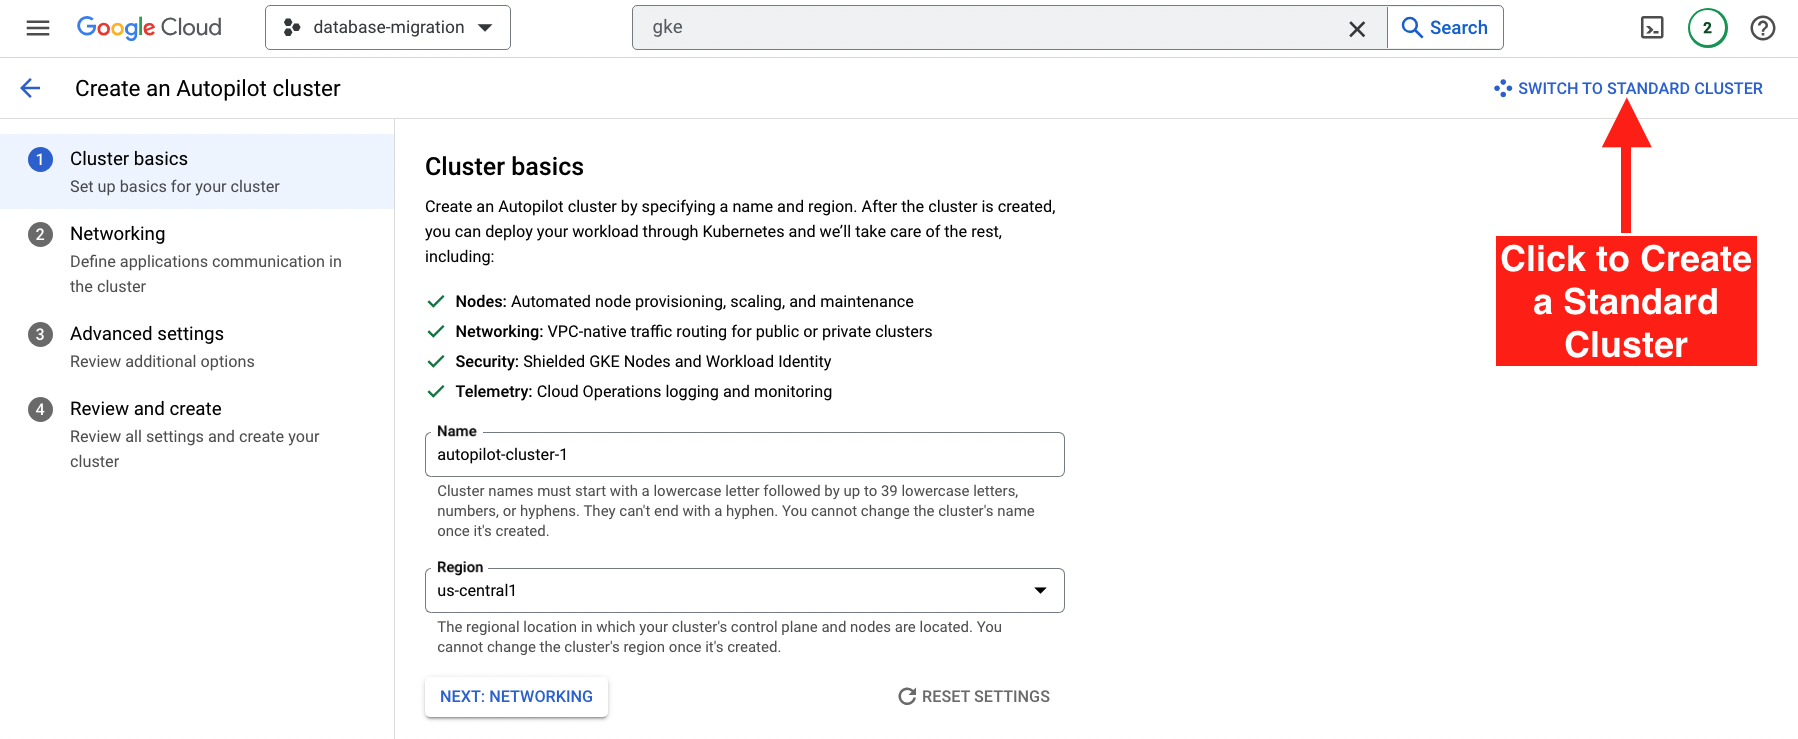 Google Cloud
database-migration
gke
Search
2
Create an Autopilot cluster
SWITCH TO STANDARD CLUSTER
1
Cluster basics
Set up basics for your cluster
2
Networking
Define applications communication in
the cluster
3
Advanced settings
Review additional options
4
Review and create
Review all settings and create your
cluster
Cluster basics
Create an Autopilot cluster by specifying a name and region. After the cluster is created,
you can deploy your workload through Kubernetes and we’ll take care of the rest,
including:
Nodes: Automated node provisioning, scaling, and maintenance
Networking: VPC-native traffic routing for public or private clusters
Security: Shielded GKE Nodes and Workload Identity
Telemetry: Cloud Operations logging and monitoring
Name
autopilot-cluster-1
Cluster names must start with a lowercase letter followed by up to 39 lowercase letters,
numbers, or hyphens. They can't end with a hyphen. You cannot change the cluster's name
once it's created.
Region
us-central1
The regional location in which your cluster's control plane and nodes are located. You
cannot change the cluster's region once it's created.
NEXT: NETWORKING
RESET SETTINGS
Click to Create
a Standard
Cluster